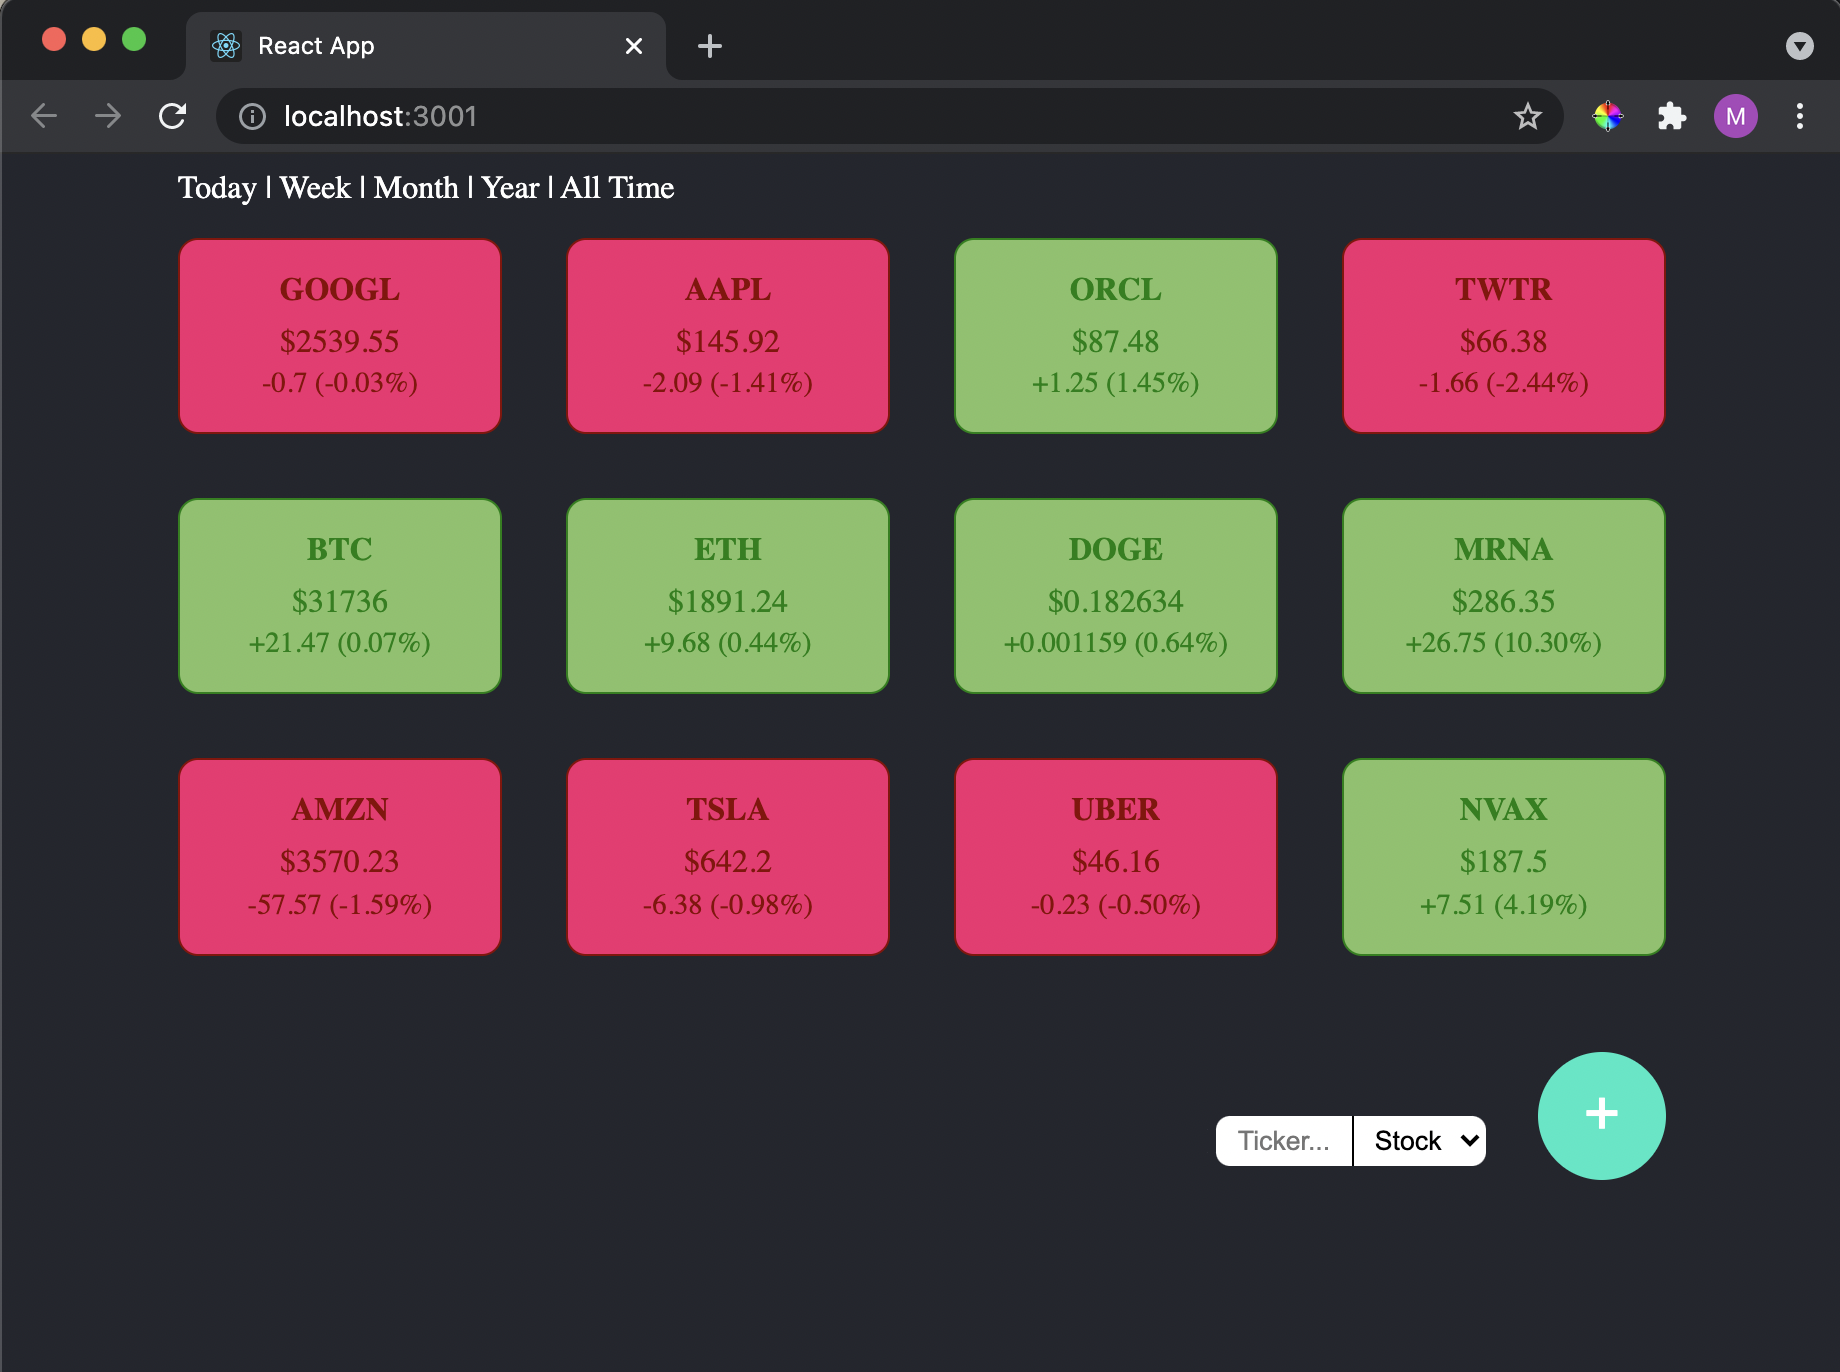 React App
localhost:3001
M
Today | Week | Month | Year | All Time
GOOGL
$2539.55
-0.7 (-0.03%)
AAPL
$145.92
-2.09 (-1.41%)
ORCL
$87.48
+1.25 (1.45%)
TWTR
$66.38
-1.66 (-2.44%)
BTC
$31736
+21.47 (0.07%)
ETH
$1891.24
+9.68 (0.44%)
DOGE
$0.182634
+0.001159 (0.64%)
MRNA
$286.35
+26.75 (10.30%)
AMZN
$3570.23
-57.57 (-1.59%)
TSLA
$642.2
-6.38 (-0.98%)
UBER
$46.16
-0.23 (-0.50%)
NVAX
$187.5
+7.51 (4.19%)
Ticker... Stock
+